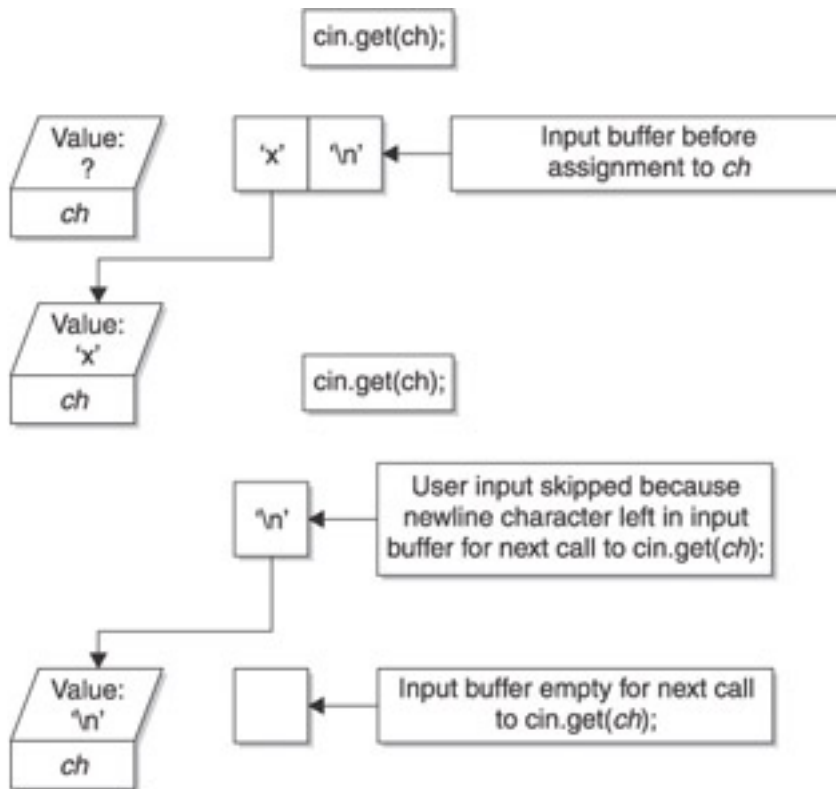 cin.get(ch);
Value:
?
ch
‘x’
‘\n’
Input buffer before
assignment to ch
Value:
‘x’
ch
cin.get(ch);
‘\n’
User input skipped because
newline character left in input
buffer for next call to cin.get(ch):
Value:
‘\n’
ch
Input buffer empty for next call
to cin.get(ch);